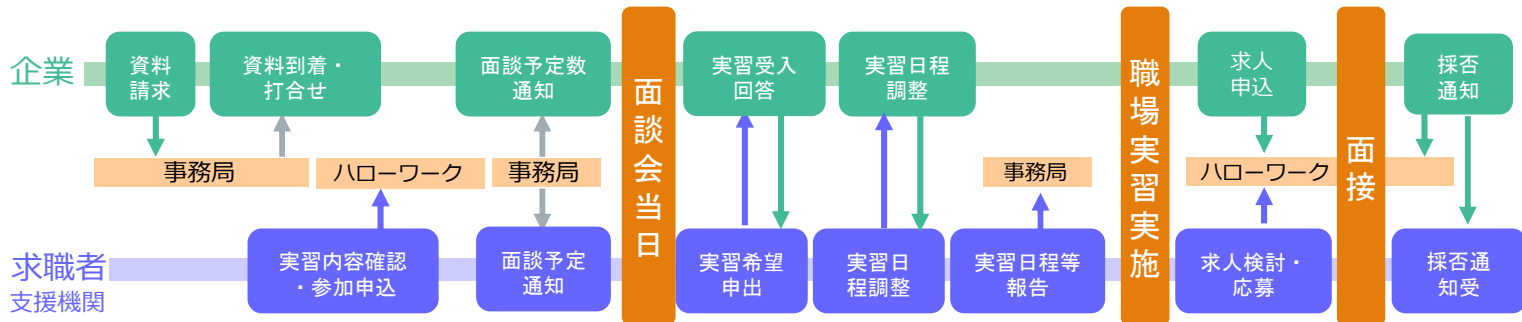 企業
資料
請求
資料到着・
打合せ
面談予定数
通知
面談会当日
実習受入
回答
実習日程
調整
職場実習実施
求人
申込
面接
採否
通知
事務局
ハローワーク
事務局
事務局
ハローワーク
求職者
支援機関
実習内容確認
・参加申込
面談予定
通知
実習希望
申出
実習日
程調整
実習日程等
報告
求人検討・
応募
採否通
知受